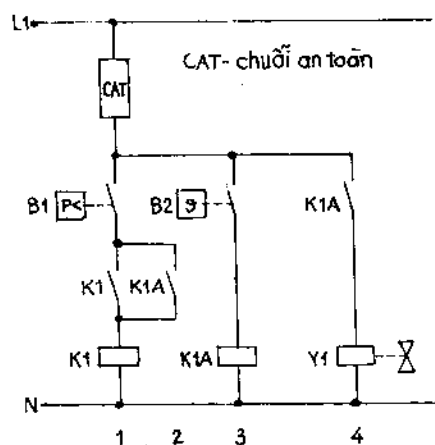 L1
CAT- chuỗi an toàn
CAT
B1 P< B2 ϑ K1A
K1 K1A
K1 K1A Y1
N
1 2 3 4